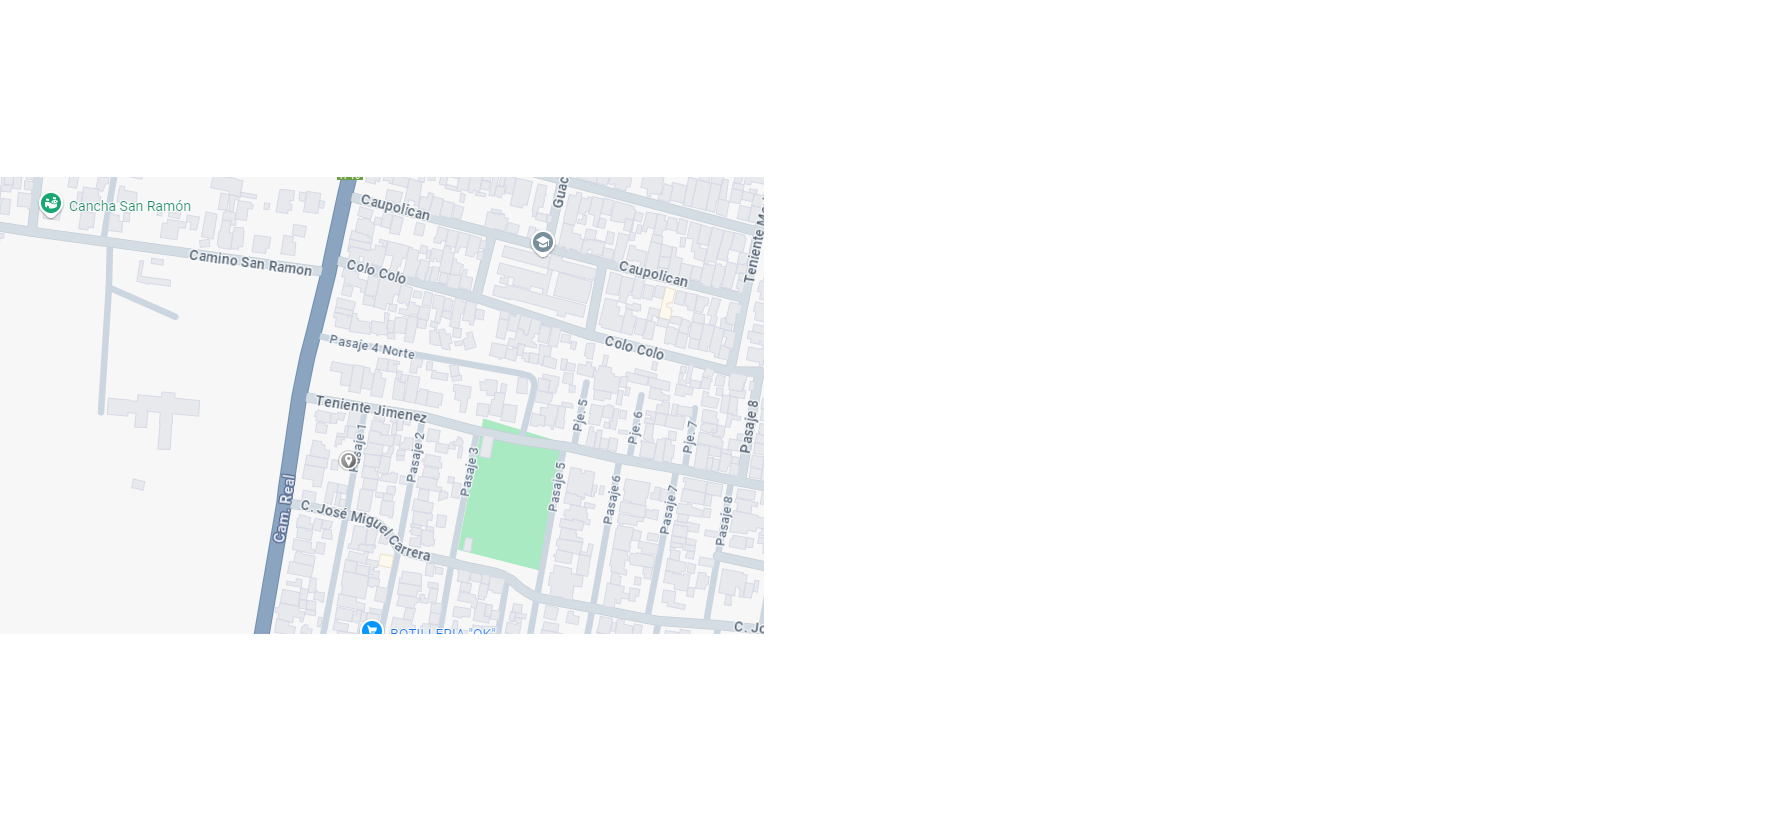 Cancha San Ramón
Caupolican
Guac
Teniente M
Camino San Ramon
Colo Colo
Caupolican
Pasaje 4 Norte
Colo Colo
Teniente Jimenez
Pje. 5
Pje. 6
Pje. 7
Pasaje 8
Pasaje 1
Pasaje 2
Pasaje 3
Pasaje 5
Pasaje 6
Pasaje 7
Pasaje 8
Cam. Real
C. José Miguel Carrera
BOTILLERIA "OK"
C. Jo